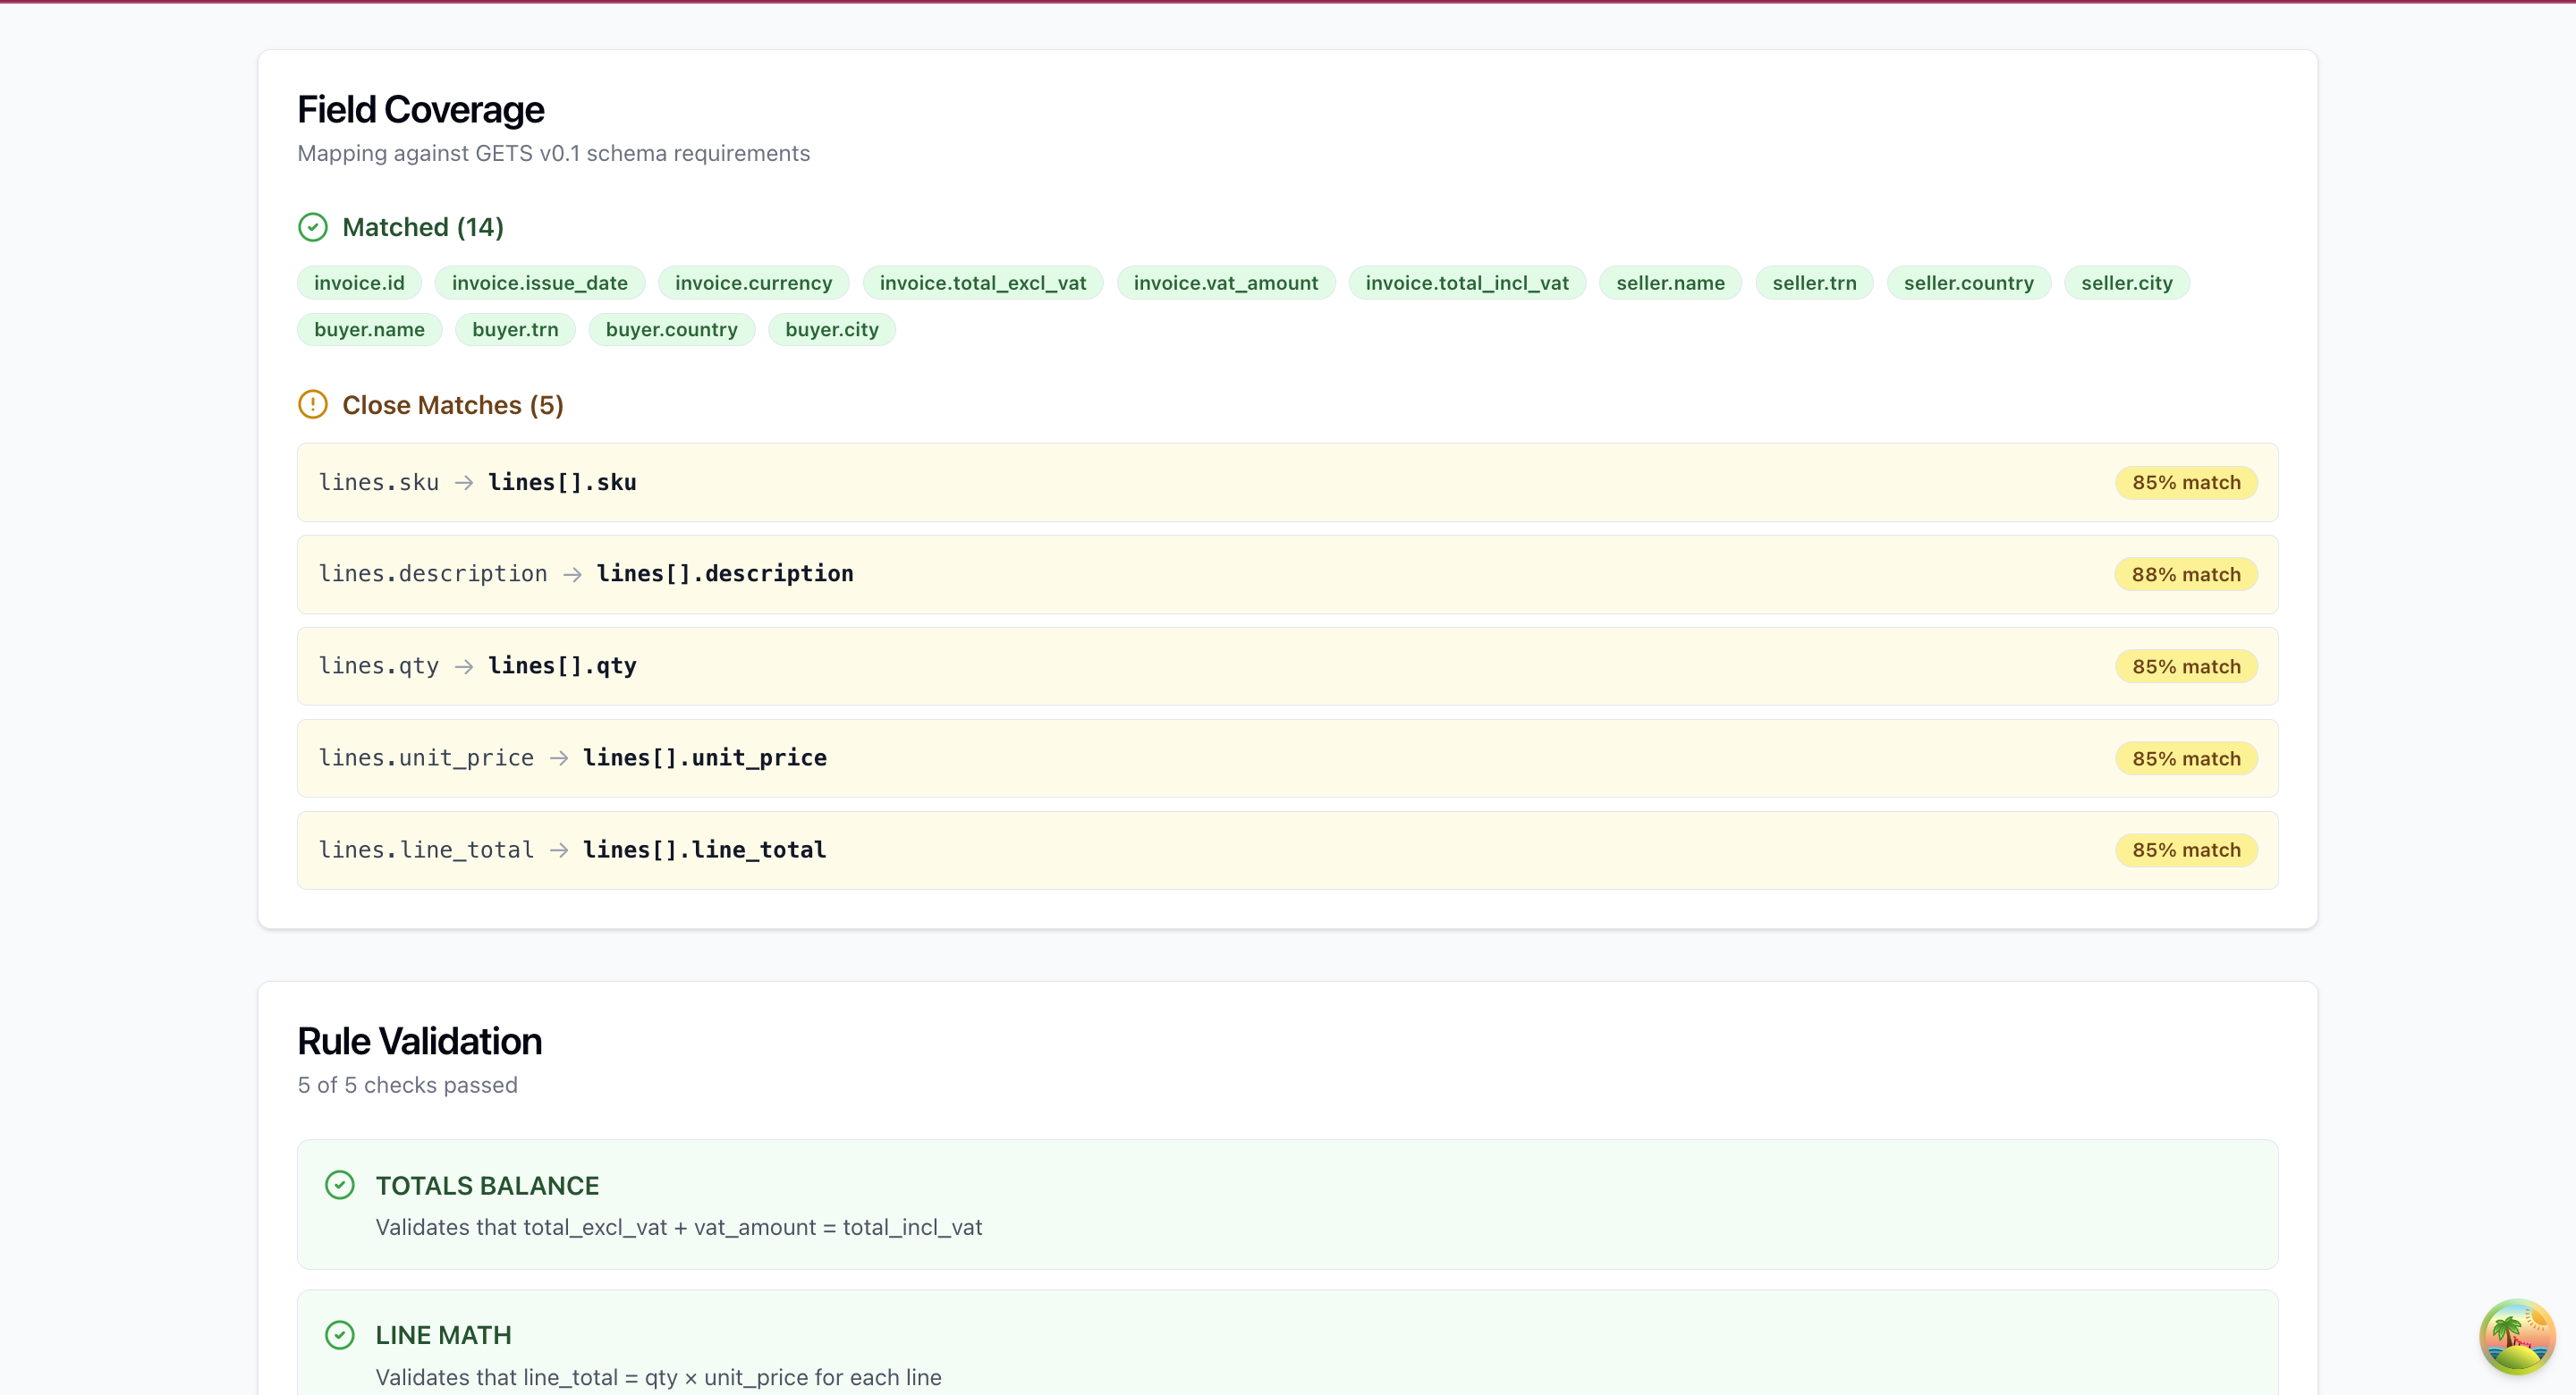 Field Coverage
Mapping against GETS v0.1 schema requirements
Matched (14)
invoice.id invoice.issue_date invoice.currency invoice.total_excl_vat invoice.vat_amount invoice.total_incl_vat seller.name seller.trn seller.country seller.city
buyer.name buyer.trn buyer.country buyer.city
Close Matches (5)
lines.sku → lines[].sku 85% match
lines.description → lines[].description 88% match
lines.qty → lines[].qty 85% match
lines.unit_price → lines[].unit_price 85% match
lines.line_total → lines[].line_total 85% match
Rule Validation
5 of 5 checks passed
TOTALS BALANCE
Validates that total_excl_vat + vat_amount = total_incl_vat
LINE MATH
Validates that line_total = qty × unit_price for each line